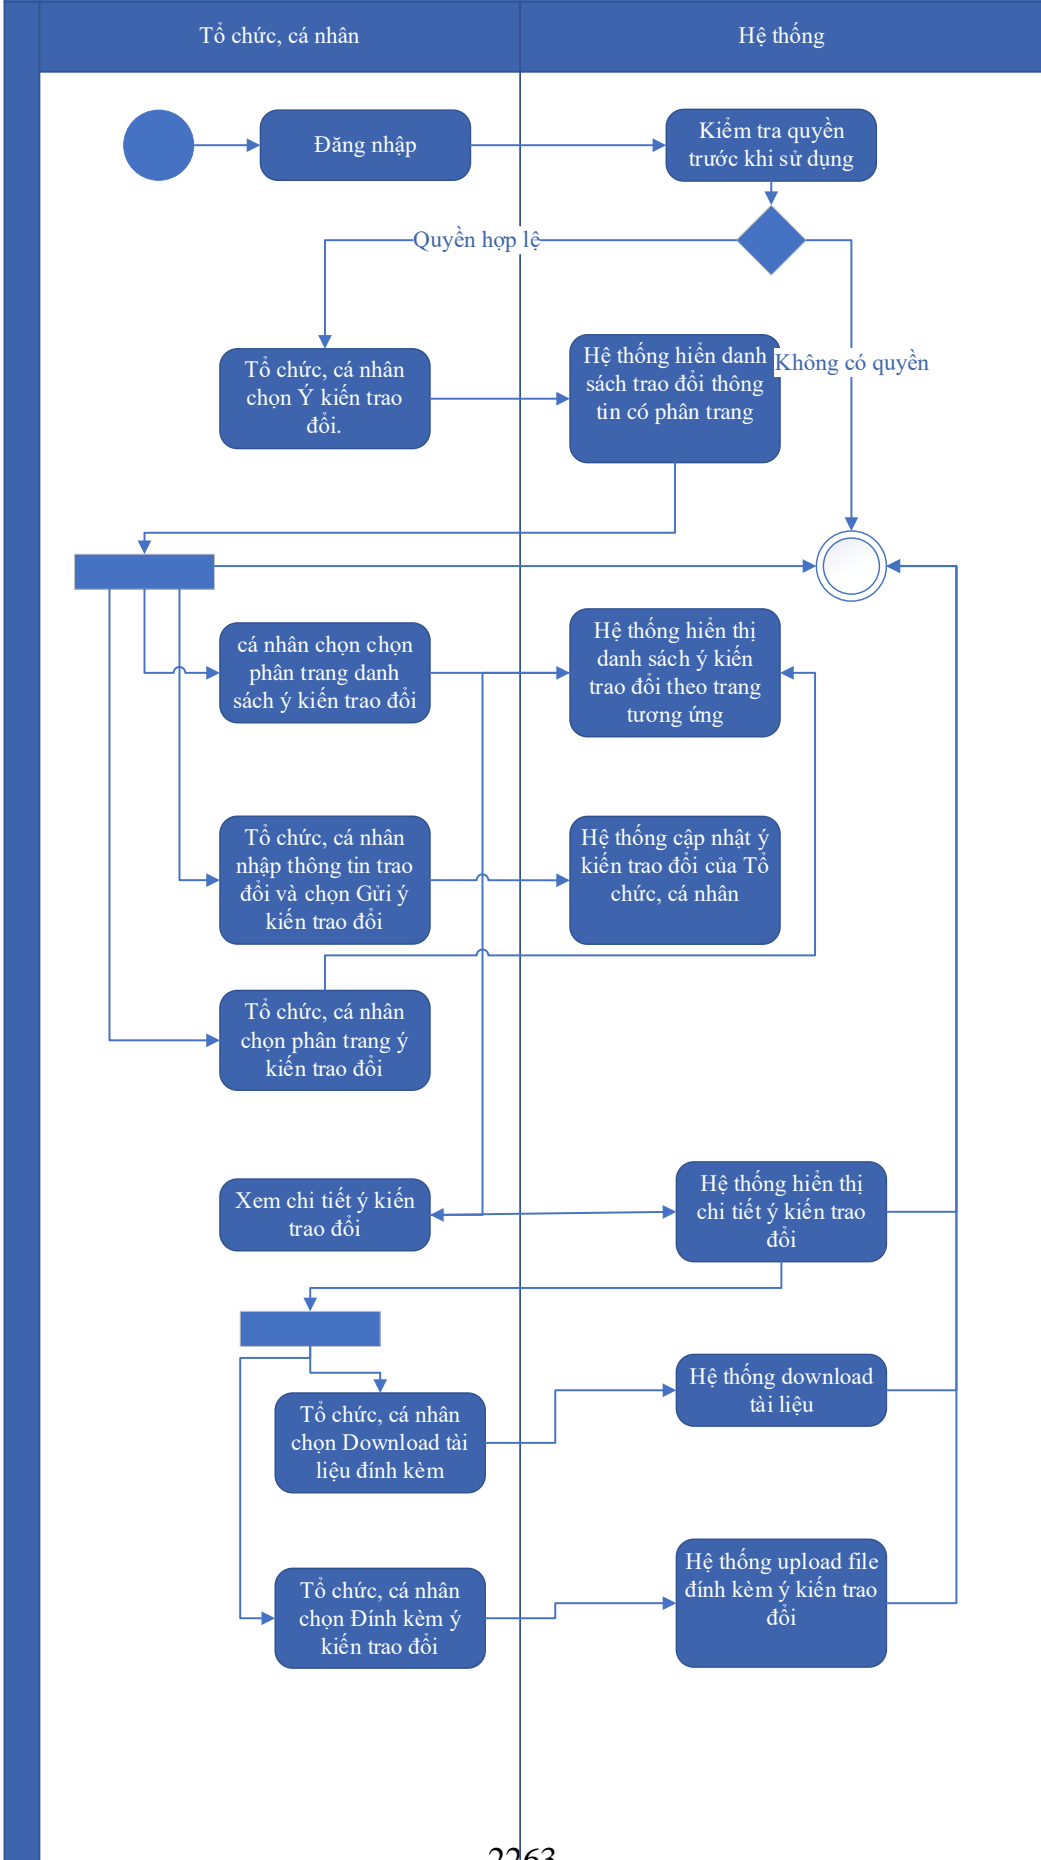 Tổ chức, cá nhân
Hệ thống
Đăng nhập
Kiểm tra quyền
trước khi sử dụng
Quyền hợp lệ
Tổ chức, cá nhân
chọn Ý kiến trao
đổi.
Hệ thống hiển danh
sách trao đổi thông
tin có phân trang
Không có quyền
cá nhân chọn chọn
phân trang danh
sách ý kiến trao đổi
Hệ thống hiển thị
danh sách ý kiến
trao đổi theo trang
tương ứng
Tổ chức, cá nhân
nhập thông tin trao
đổi và chọn Gửi ý
kiến trao đổi
Hệ thống cập nhật ý
kiến trao đổi của Tổ
chức, cá nhân
Tổ chức, cá nhân
chọn phân trang ý
kiến trao đổi
Xem chi tiết ý kiến
trao đổi
Hệ thống hiển thị
chi tiết ý kiến trao
đổi
Tổ chức, cá nhân
chọn Download tài
liệu đính kèm
Hệ thống download
tài liệu
Tổ chức, cá nhân
chọn Đính kèm ý
kiến trao đổi
Hệ thống upload file
đính kèm ý kiến trao
đổi
2263